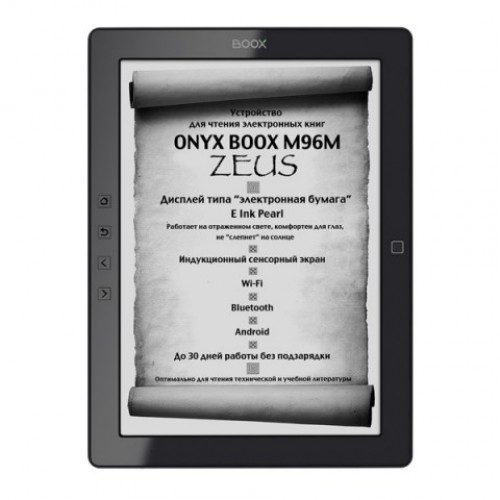 BOOX
Устройство
для чтения электронных книг
ONYX BOOX M96M
ZEUS
Дисплей типа "электронная бумага"
E Ink Pearl
Работает на отраженном свете, комфортен для глаз,
не "слепнет" на солнце
Индукционный сенсорный экран
Wi-Fi
Bluetooth
Android
До 30 дней работы без подзарядки
Оптимально для чтения технической и учебной литературы